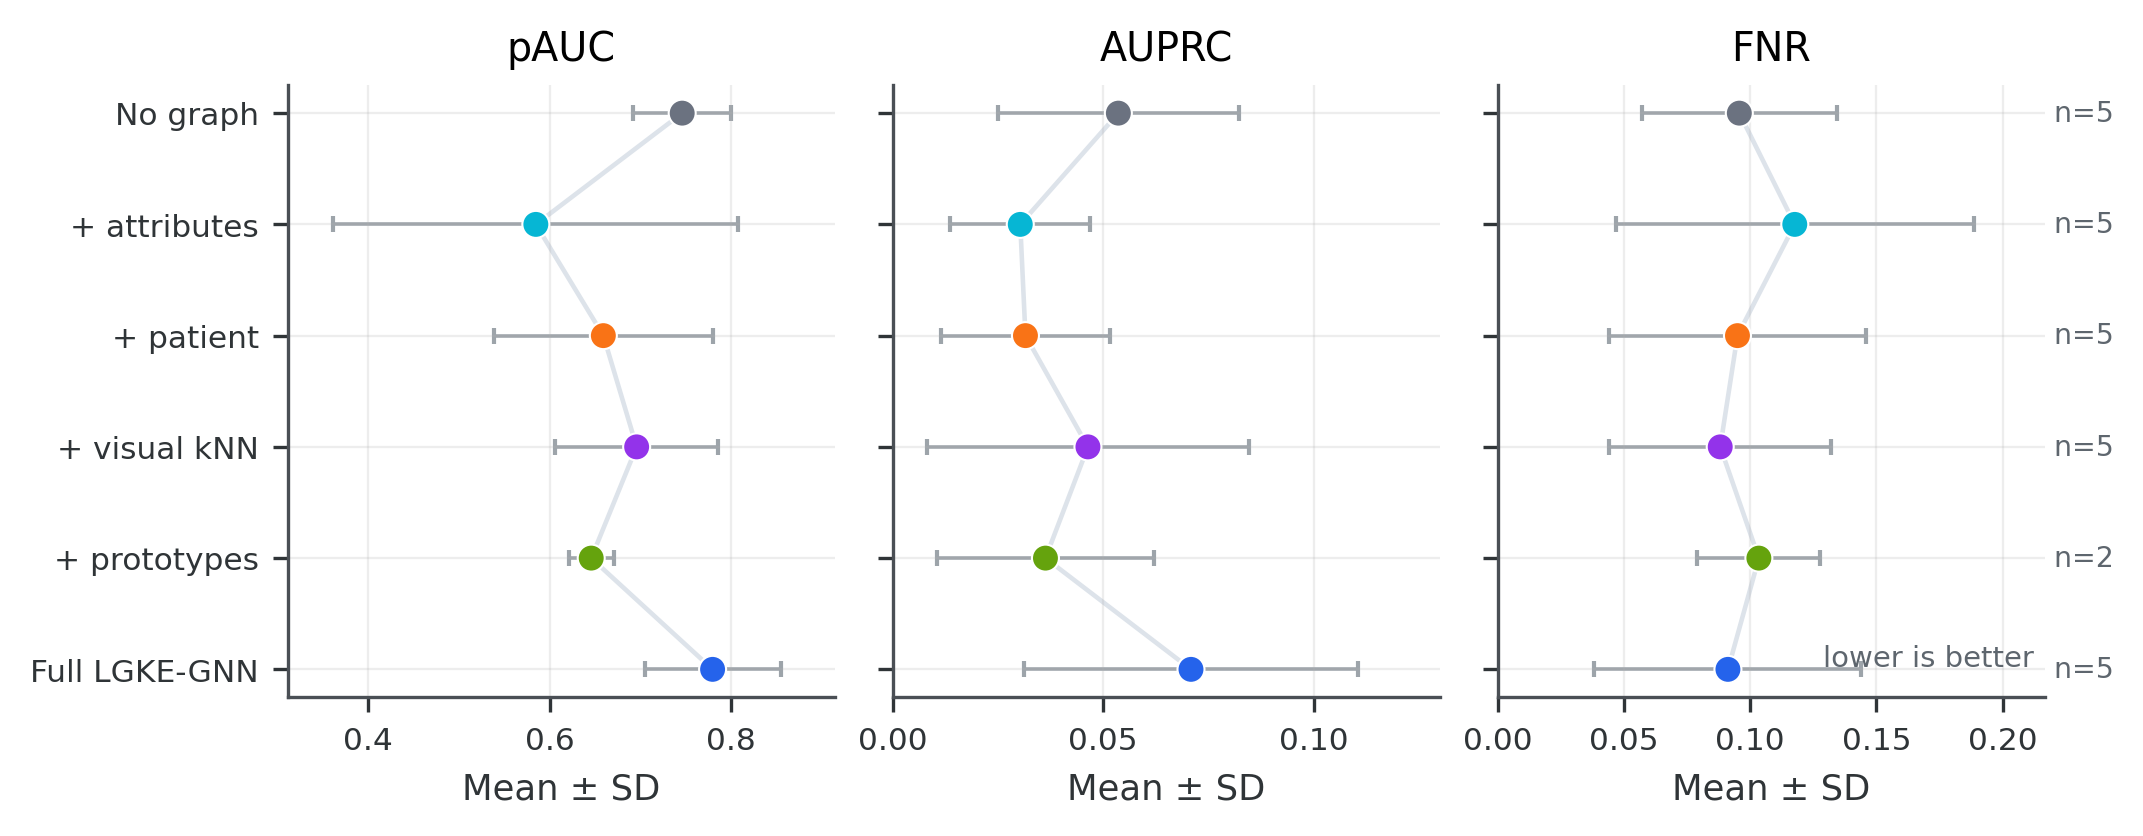 pAUC
AUPRC
FNR
No graph
n=5
+ attributes
n=5
+ patient
n=5
+ visual kNN
n=5
+ prototypes
n=2
lower is better
Full LGKE-GNN
n=5
0.4 0.6 0.8
0.00 0.05 0.10
0.00 0.05 0.10 0.15 0.20
Mean ± SD
Mean ± SD
Mean ± SD